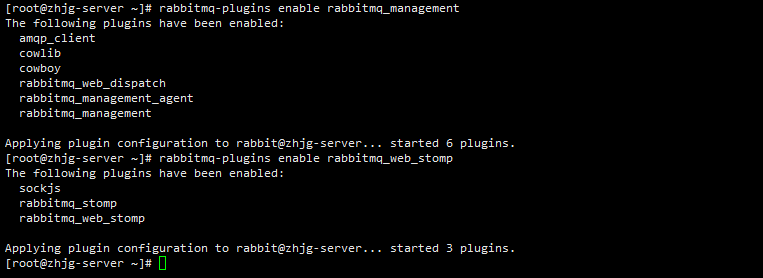 [root@zhjg-server ~]# rabbitmq-plugins enable rabbitmq_management
The following plugins have been enabled:
  amqp_client
  cowlib
  cowboy
  rabbitmq_web_dispatch
  rabbitmq_management_agent
  rabbitmq_management

Applying plugin configuration to rabbit@zhjg-server... started 6 plugins.
[root@zhjg-server ~]# rabbitmq-plugins enable rabbitmq_web_stomp
The following plugins have been enabled:
  sockjs
  rabbitmq_stomp
  rabbitmq_web_stomp

Applying plugin configuration to rabbit@zhjg-server... started 3 plugins.
[root@zhjg-server ~]#